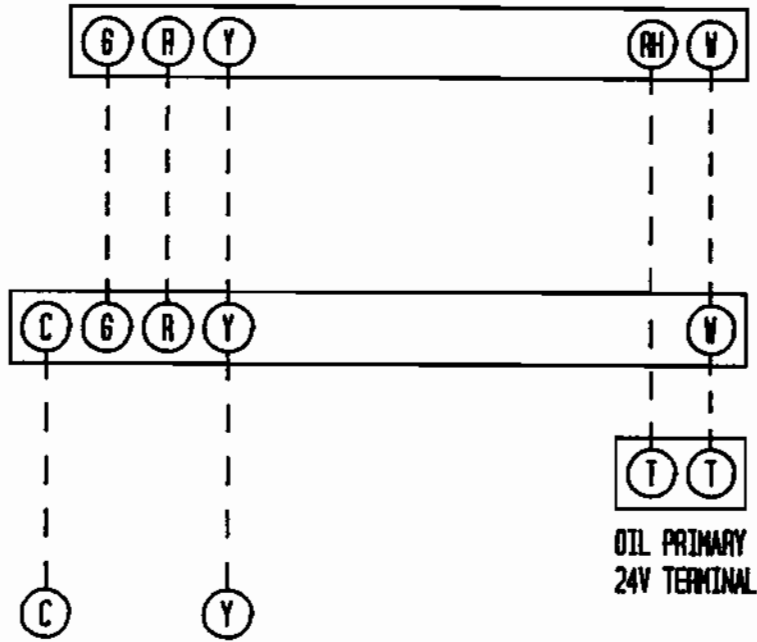 G R Y RH W
C G R Y W
T T
OIL PRIMARY
24V TERMINAL
C Y